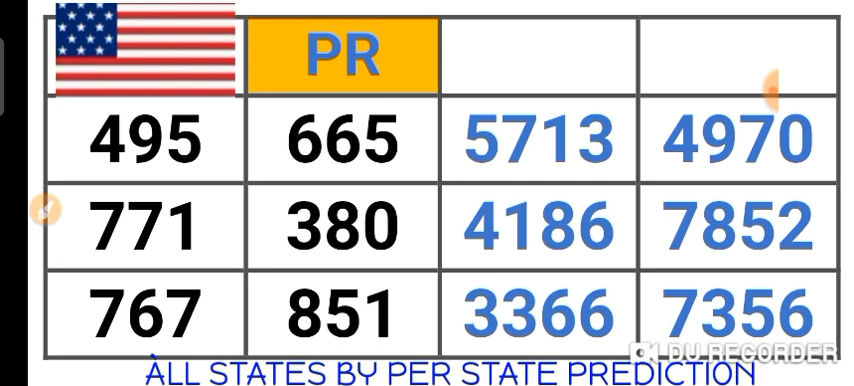 PR
495 665 5713 4970
771 380 4186 7852
767 851 3366 7356
DU RECORDER
ÀLL STATES BY PER STATE PREDICTION